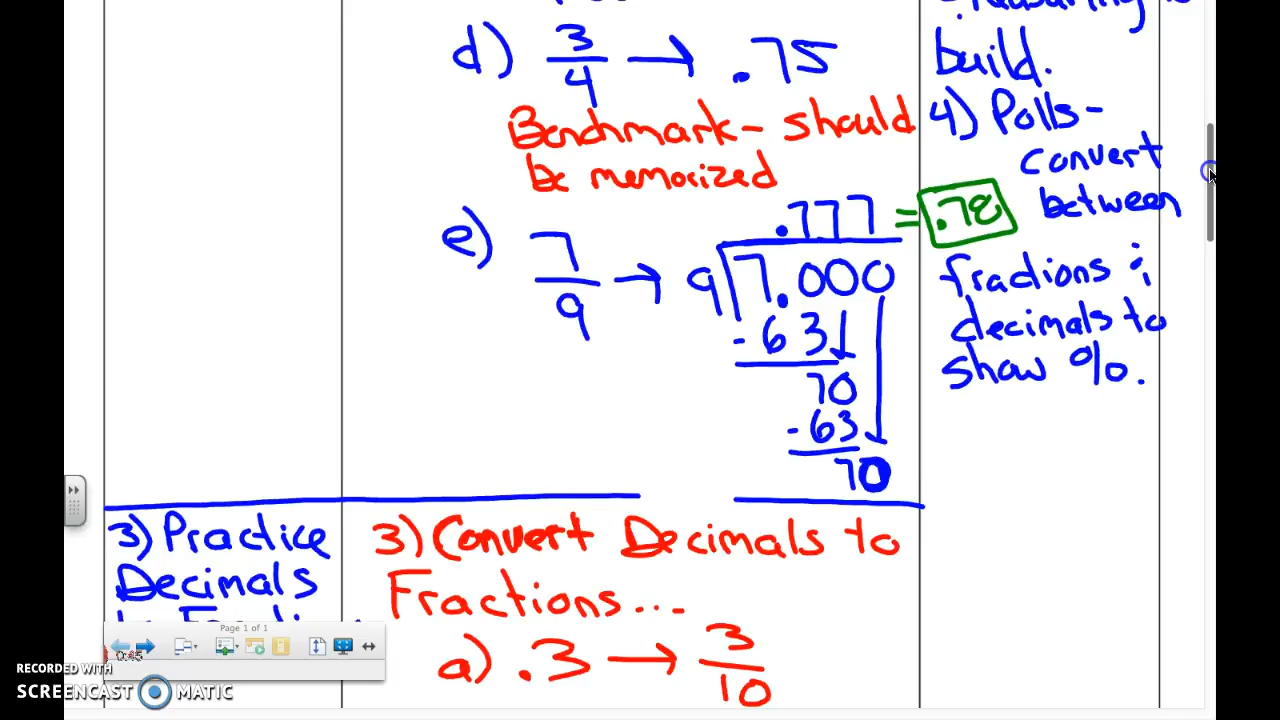 d) 3/4 → .75
Benchmark- should
be memorized
e) 7/9 → 9 7.000 .777 = .78
- 63
70
- 63
70
build.
4) Polls-
convert
between
fractions &
decimals to
show %.
3) Practice
Decimals
3) Convert Decimals to
Fractions...
a) .3 → 3/10
Page 1 of 1
0:45
RECORDED WITH
SCREENCAST MATIC